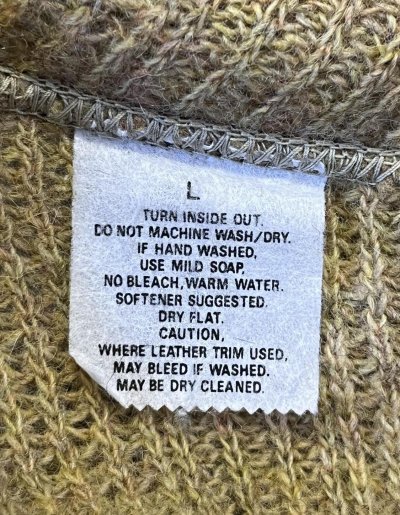 L
TURN INSIDE OUT.
DO NOT MACHINE WASH/DRY.
IF HAND WASHED,
USE MILD SOAP,
NO BLEACH, WARM WATER.
SOFTENER SUGGESTED.
DRY FLAT.
CAUTION,
WHERE LEATHER TRIM USED,
MAY BLEED IF WASHED.
MAY BE DRY CLEANED.